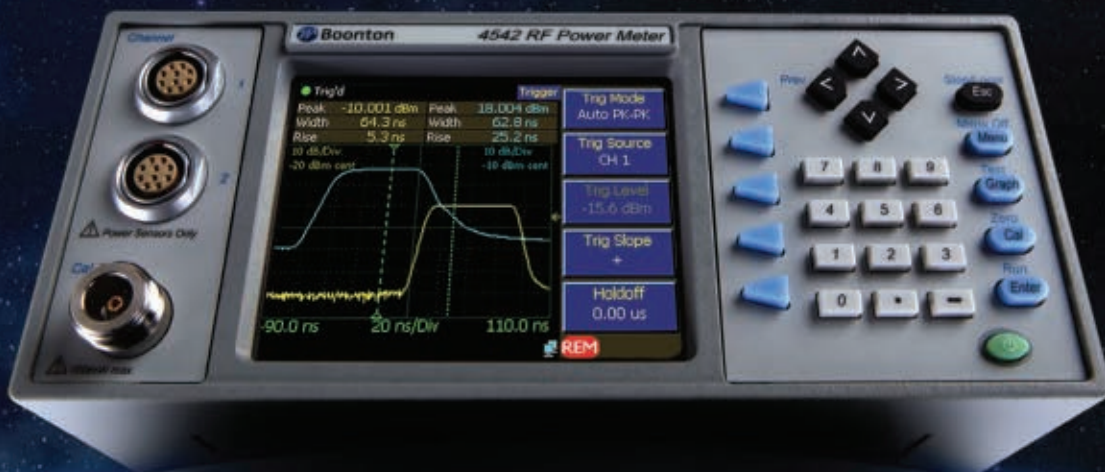 Channel
1
2
Power Sensors Only
Cal
Boonton
4542 RF Power Meter
Trig'd
Trigger
Peak -10.001 dBm Peak 18.004 dBm
Width 64.3 ns Width 62.8 ns
Rise 5.3 ns Rise 25.2 ns
10 dB/Div 10 dB/Div
-20 dBm cent -10 dBm cent
-90.0 ns 20 ns/Div 110.0 ns
REM
Trig Mode
Auto PK-PK
Trig Source
CH 1
Trig Level
-15.6 dBm
Trig Slope
+
Holdoff
0.00 us
Prev
Esc
Menu Off
Menu
Text
Graph
Zero
Cal
Run
Enter
7 8 9
4 5 6
1 2 3
0 . -